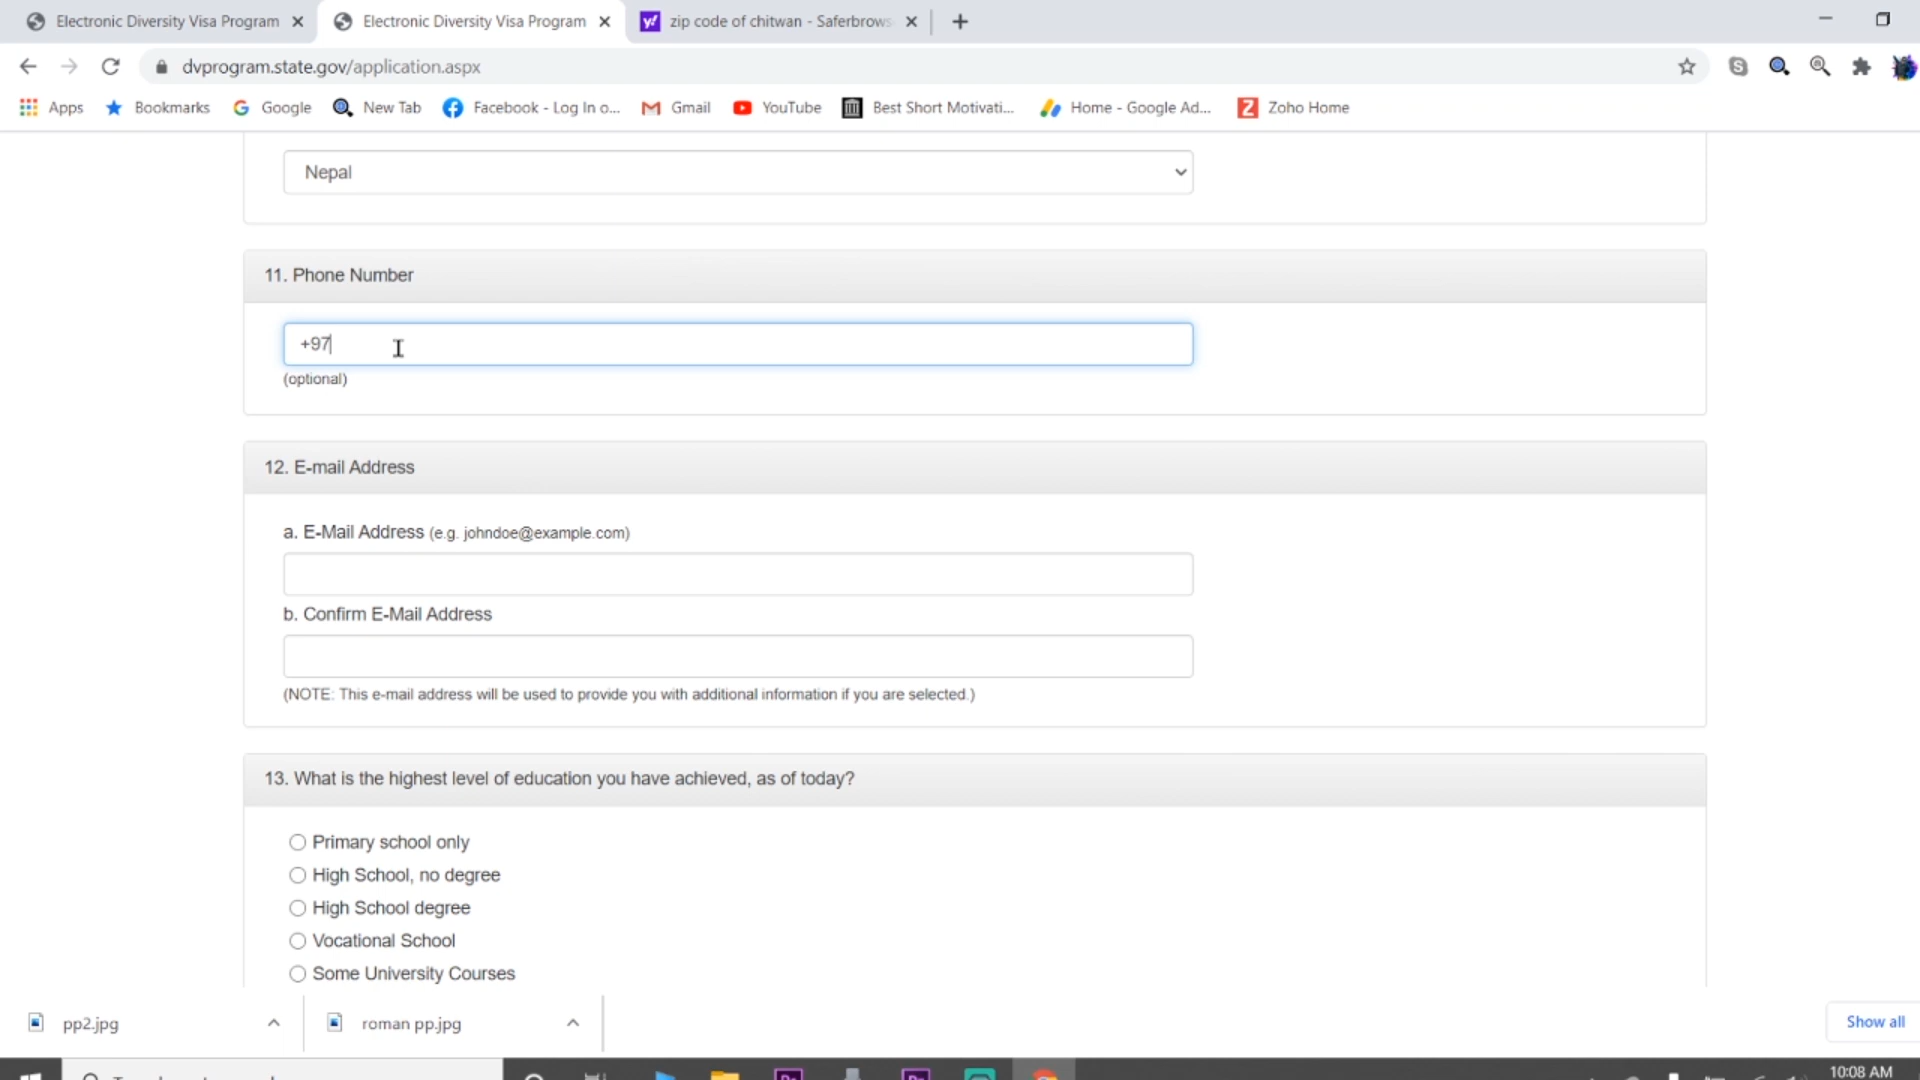 Electronic Diversity Visa Program
Electronic Diversity Visa Program
zip code of chitwan - Saferbrows
dvprogram.state.gov/application.aspx
Apps
Bookmarks
Google
New Tab
Facebook - Log In o...
Gmail
YouTube
Best Short Motivati...
Home - Google Ad...
Zoho Home
Nepal
11. Phone Number
+97
(optional)
12. E-mail Address
a. E-Mail Address (e.g. johndoe@example.com)
b. Confirm E-Mail Address
(NOTE: This e-mail address will be used to provide you with additional information if you are selected.)
13. What is the highest level of education you have achieved, as of today?
Primary school only
High School, no degree
High School degree
Vocational School
Some University Courses
pp2.jpg
roman pp.jpg
Show all
10:08 AM